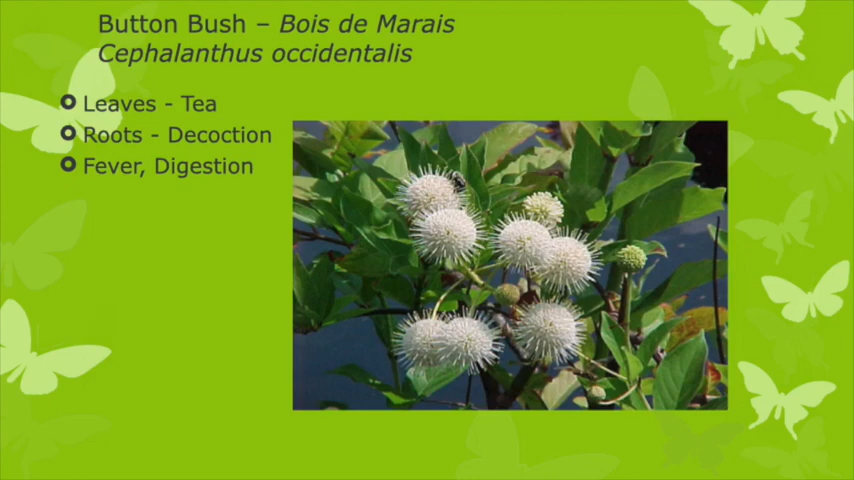 Button Bush – Bois de Marais
Cephalanthus occidentalis
Leaves - Tea
Roots - Decoction
Fever, Digestion